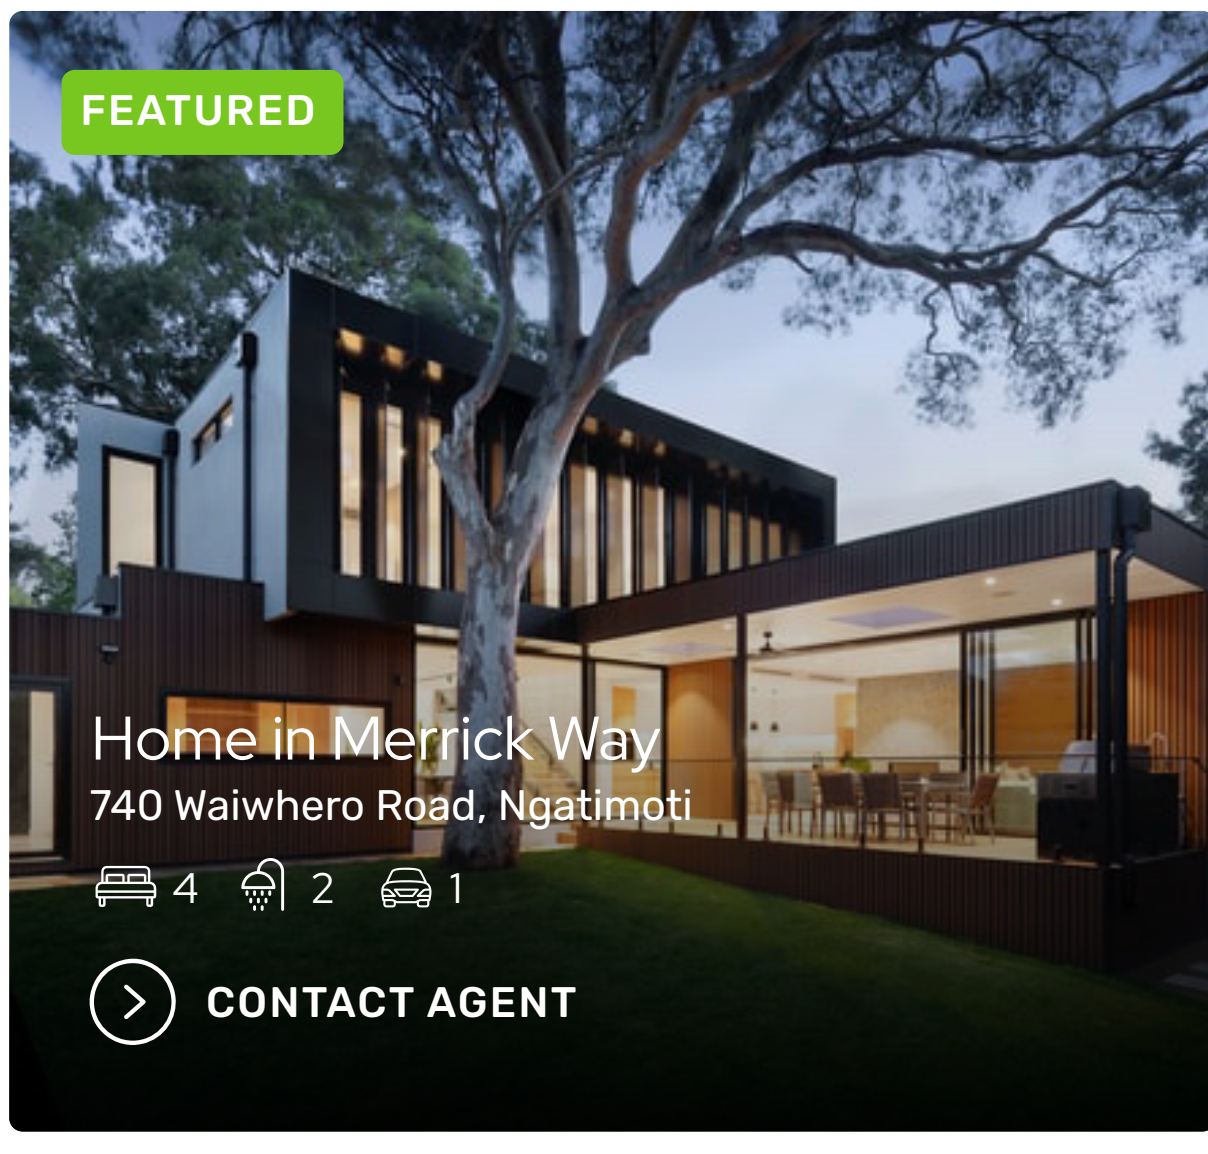 FEATURED
Home in Merrick Way
740 Waiwhero Road, Ngatimoti
4 2 1
CONTACT AGENT